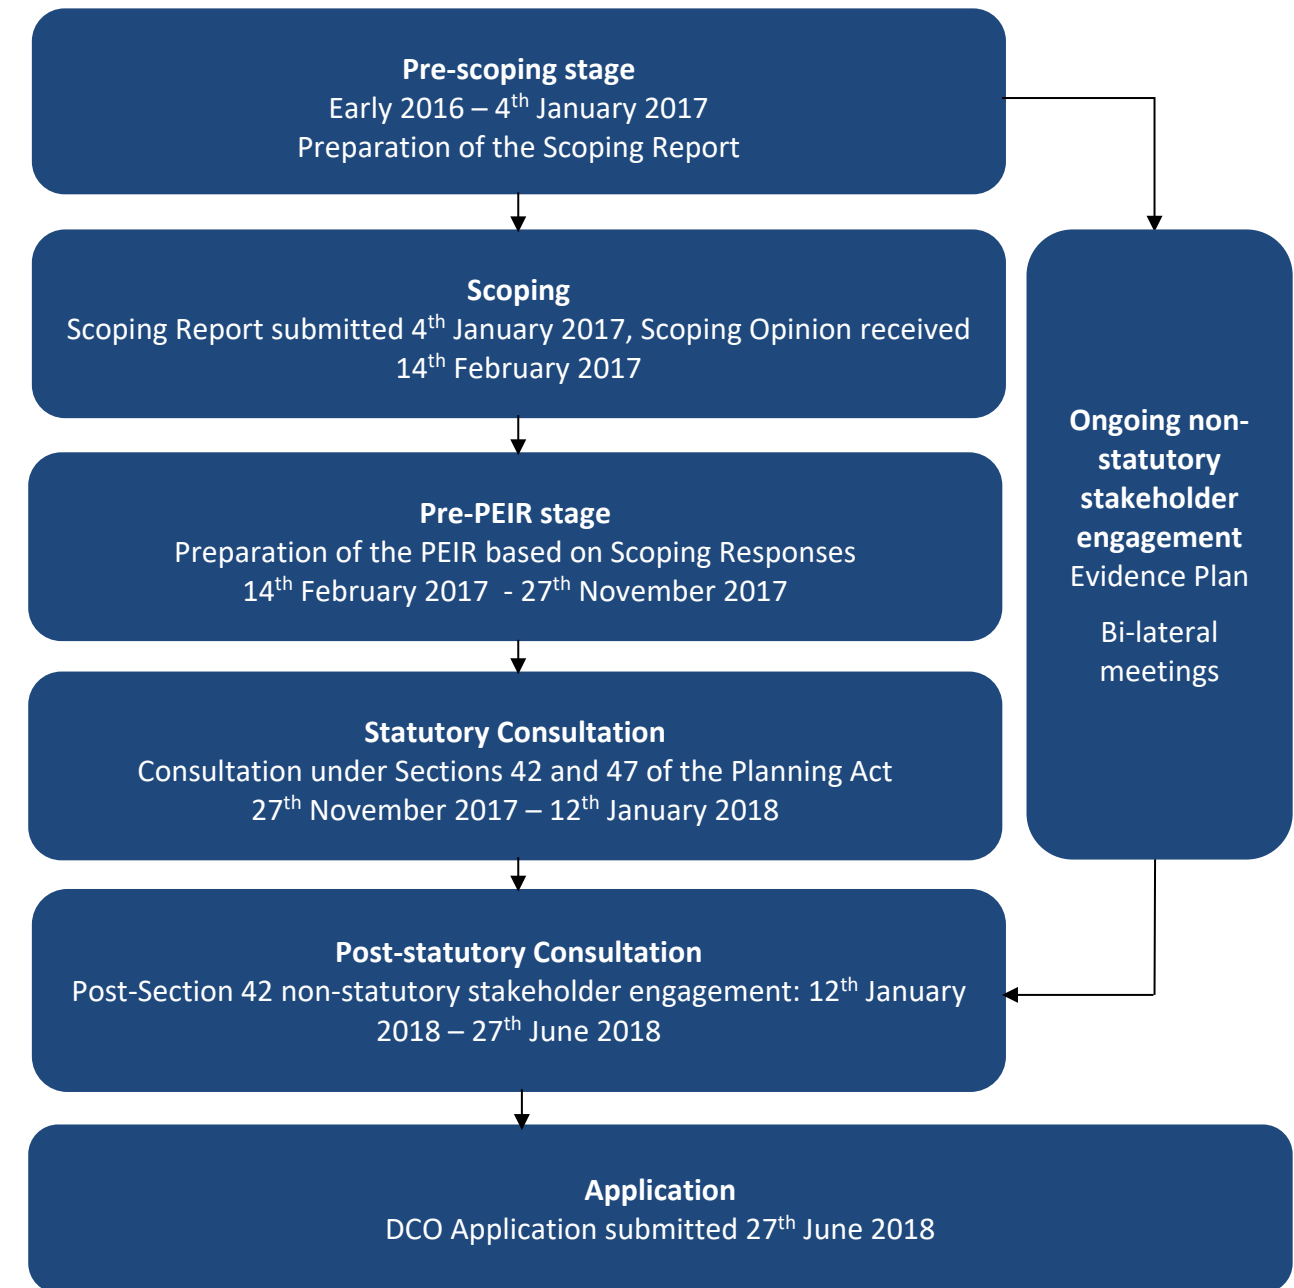 Pre-scoping stage
Early 2016 – 4th January 2017
Preparation of the Scoping Report
Scoping
Scoping Report submitted 4th January 2017, Scoping Opinion received
14th February 2017
Pre-PEIR stage
Preparation of the PEIR based on Scoping Responses
14th February 2017  - 27th November 2017
Statutory Consultation
Consultation under Sections 42 and 47 of the Planning Act
27th November 2017 – 12th January 2018
Post-statutory Consultation
Post-Section 42 non-statutory stakeholder engagement: 12th January
2018 – 27th June 2018
Ongoing non-
statutory
stakeholder
engagement
Evidence Plan
Bi-lateral
meetings
Application
DCO Application submitted 27th June 2018